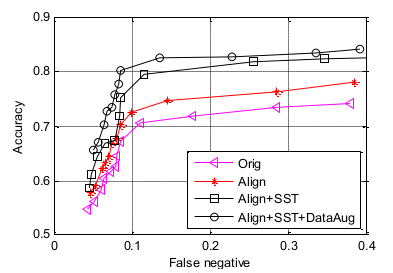 0.9
0.8
0.7
0.6
0.5
Accuracy
Orig
Align
Align+SST
Align+SST+DataAug
0 0.1 0.2 0.3 0.4
False negative